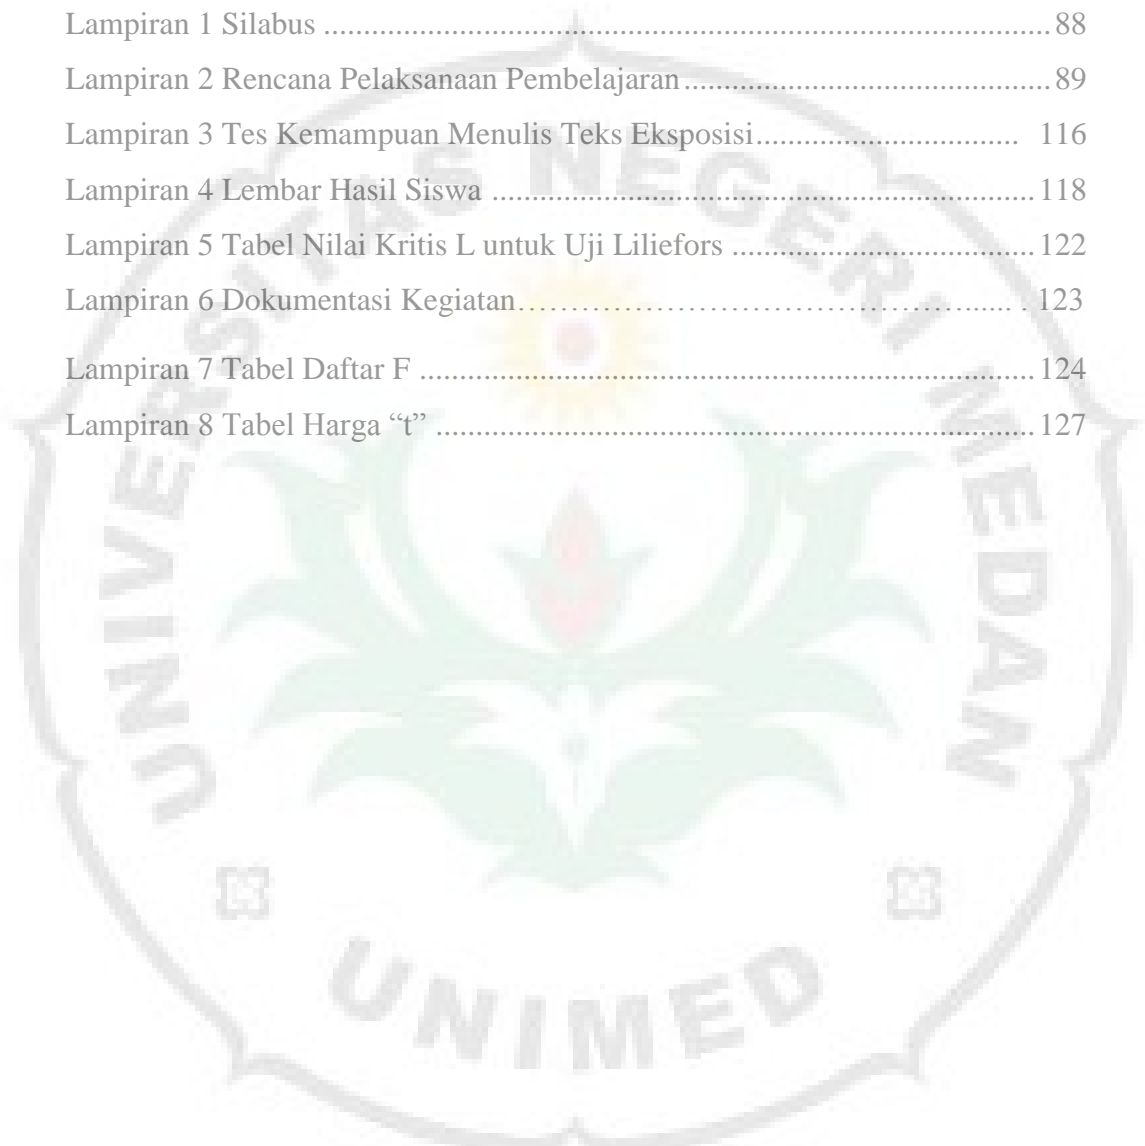 Lampiran 1 Silabus ........................................................................................ 88
Lampiran 2 Rencana Pelaksanaan Pembelajaran ............................................ 89
Lampiran 3 Tes Kemampuan Menulis Teks Eksposisi................................ 116
Lampiran 4 Lembar Hasil Siswa .................................................................. 118
Lampiran 5 Tabel Nilai Kritis L untuk Uji Liliefors ..................................... 122
Lampiran 6 Dokumentasi Kegiatan……………………………………...... 123
Lampiran 7 Tabel Daftar F ........................................................................... 124
Lampiran 8 Tabel Harga “t” ......................................................................... 127
UNIVERSITAS NEGERI MEDAN
UNIMED